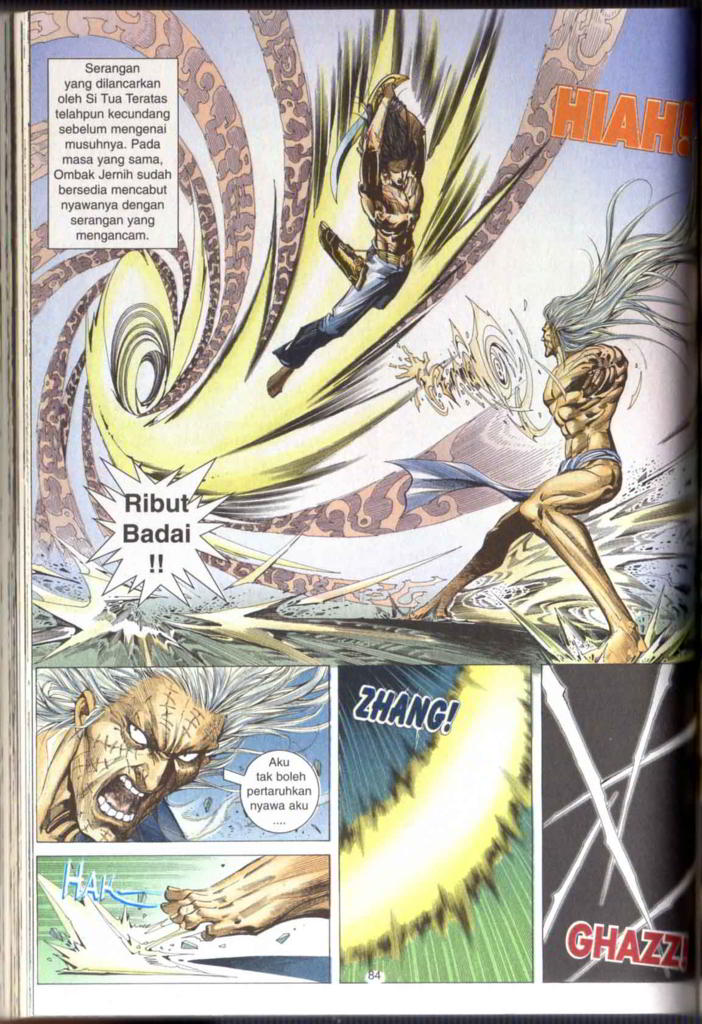 Serangan
yang dilancarkan
oleh Si Tua Teratas
telahpun kecundang
sebelum mengenai
musuhnya. Pada
masa yang sama,
Ombak Jernih sudah
bersedia mencabut
nyawanya dengan
serangan yang
mengancam.
HIAH!
Ribut
Badai
!!
Aku
tak boleh
pertaruhkan
nyawa aku
....
HAK
ZHANG!
GHAZZ!
84